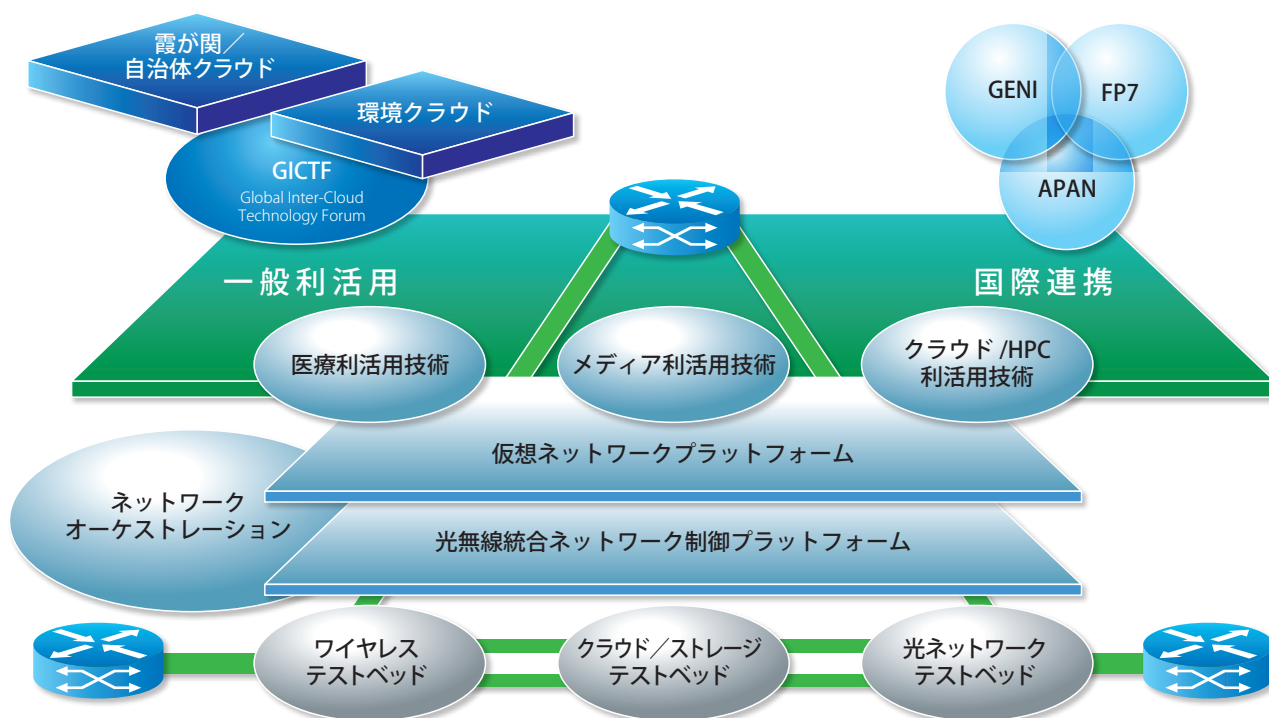 霞が関／
自治体クラウド
環境クラウド
GICTF
Global Inter-Cloud
Technology Forum
GENI
FP7
APAN
一般利活用
国際連携
医療利活用技術
メディア利活用技術
クラウド/HPC
利活用技術
仮想ネットワークプラットフォーム
ネットワーク
オーケストレーション
光無線統合ネットワーク制御プラットフォーム
ワイヤレス
テストベッド
クラウド／ストレージ
テストベッド
光ネットワーク
テストベッド